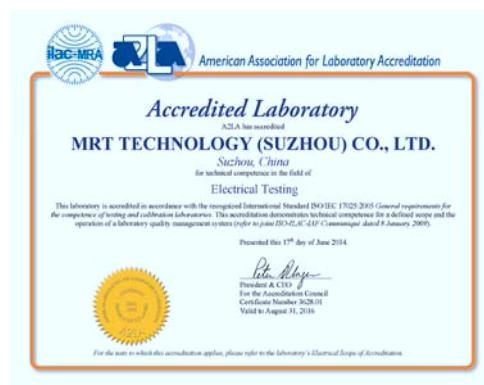 ilac-MRA
A2LA
American Association for Laboratory Accreditation
Accredited Laboratory
A2LA has accredited
MRT TECHNOLOGY (SUZHOU) CO., LTD.
Suzhou, China
for technical competence in the field of
Electrical Testing
This laboratory is accredited in accordance with the recognized International Standard ISO/IEC 17025:2005 General requirements for
the competence of testing and calibration laboratories. This accreditation demonstrates technical competence for a defined scope and the
operation of a laboratory quality management system (refer to joint ISO-ILAC-IAF Communiqué dated 8 January 2009).
Presented this 17th day of June 2014.
President & CEO
For the Accreditation Council
Certificate Number 3628.01
Valid to August 31, 2016
A2LA
For the tests to which this accreditation applies, please refer to the laboratory's Electrical Scope of Accreditation.